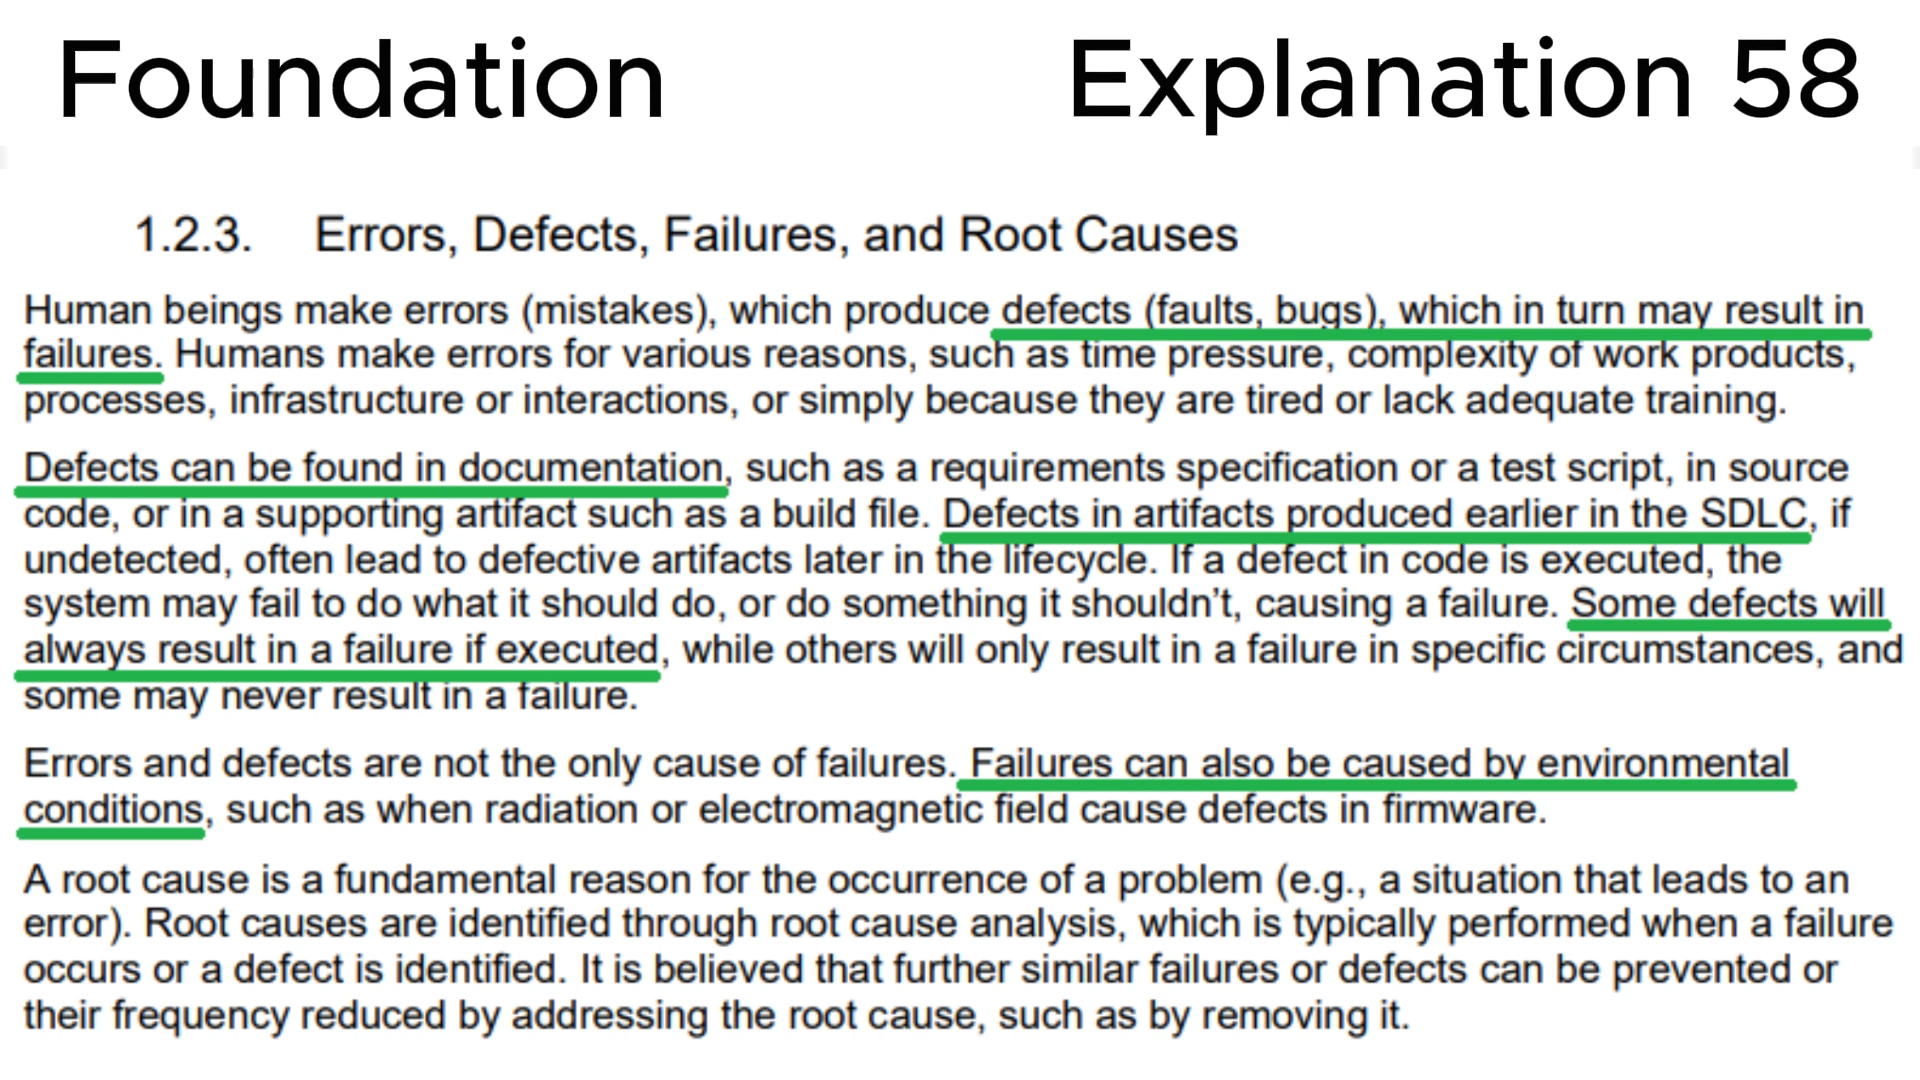 Foundation
Explanation 58
1.2.3. Errors, Defects, Failures, and Root Causes
Human beings make errors (mistakes), which produce defects (faults, bugs), which in turn may result in
failures. Humans make errors for various reasons, such as time pressure, complexity of work products,
processes, infrastructure or interactions, or simply because they are tired or lack adequate training.
Defects can be found in documentation, such as a requirements specification or a test script, in source
code, or in a supporting artifact such as a build file. Defects in artifacts produced earlier in the SDLC, if
undetected, often lead to defective artifacts later in the lifecycle. If a defect in code is executed, the
system may fail to do what it should do, or do something it shouldn’t, causing a failure. Some defects will
always result in a failure if executed, while others will only result in a failure in specific circumstances, and
some may never result in a failure.
Errors and defects are not the only cause of failures. Failures can also be caused by environmental
conditions, such as when radiation or electromagnetic field cause defects in firmware.
A root cause is a fundamental reason for the occurrence of a problem (e.g., a situation that leads to an
error). Root causes are identified through root cause analysis, which is typically performed when a failure
occurs or a defect is identified. It is believed that further similar failures or defects can be prevented or
their frequency reduced by addressing the root cause, such as by removing it.